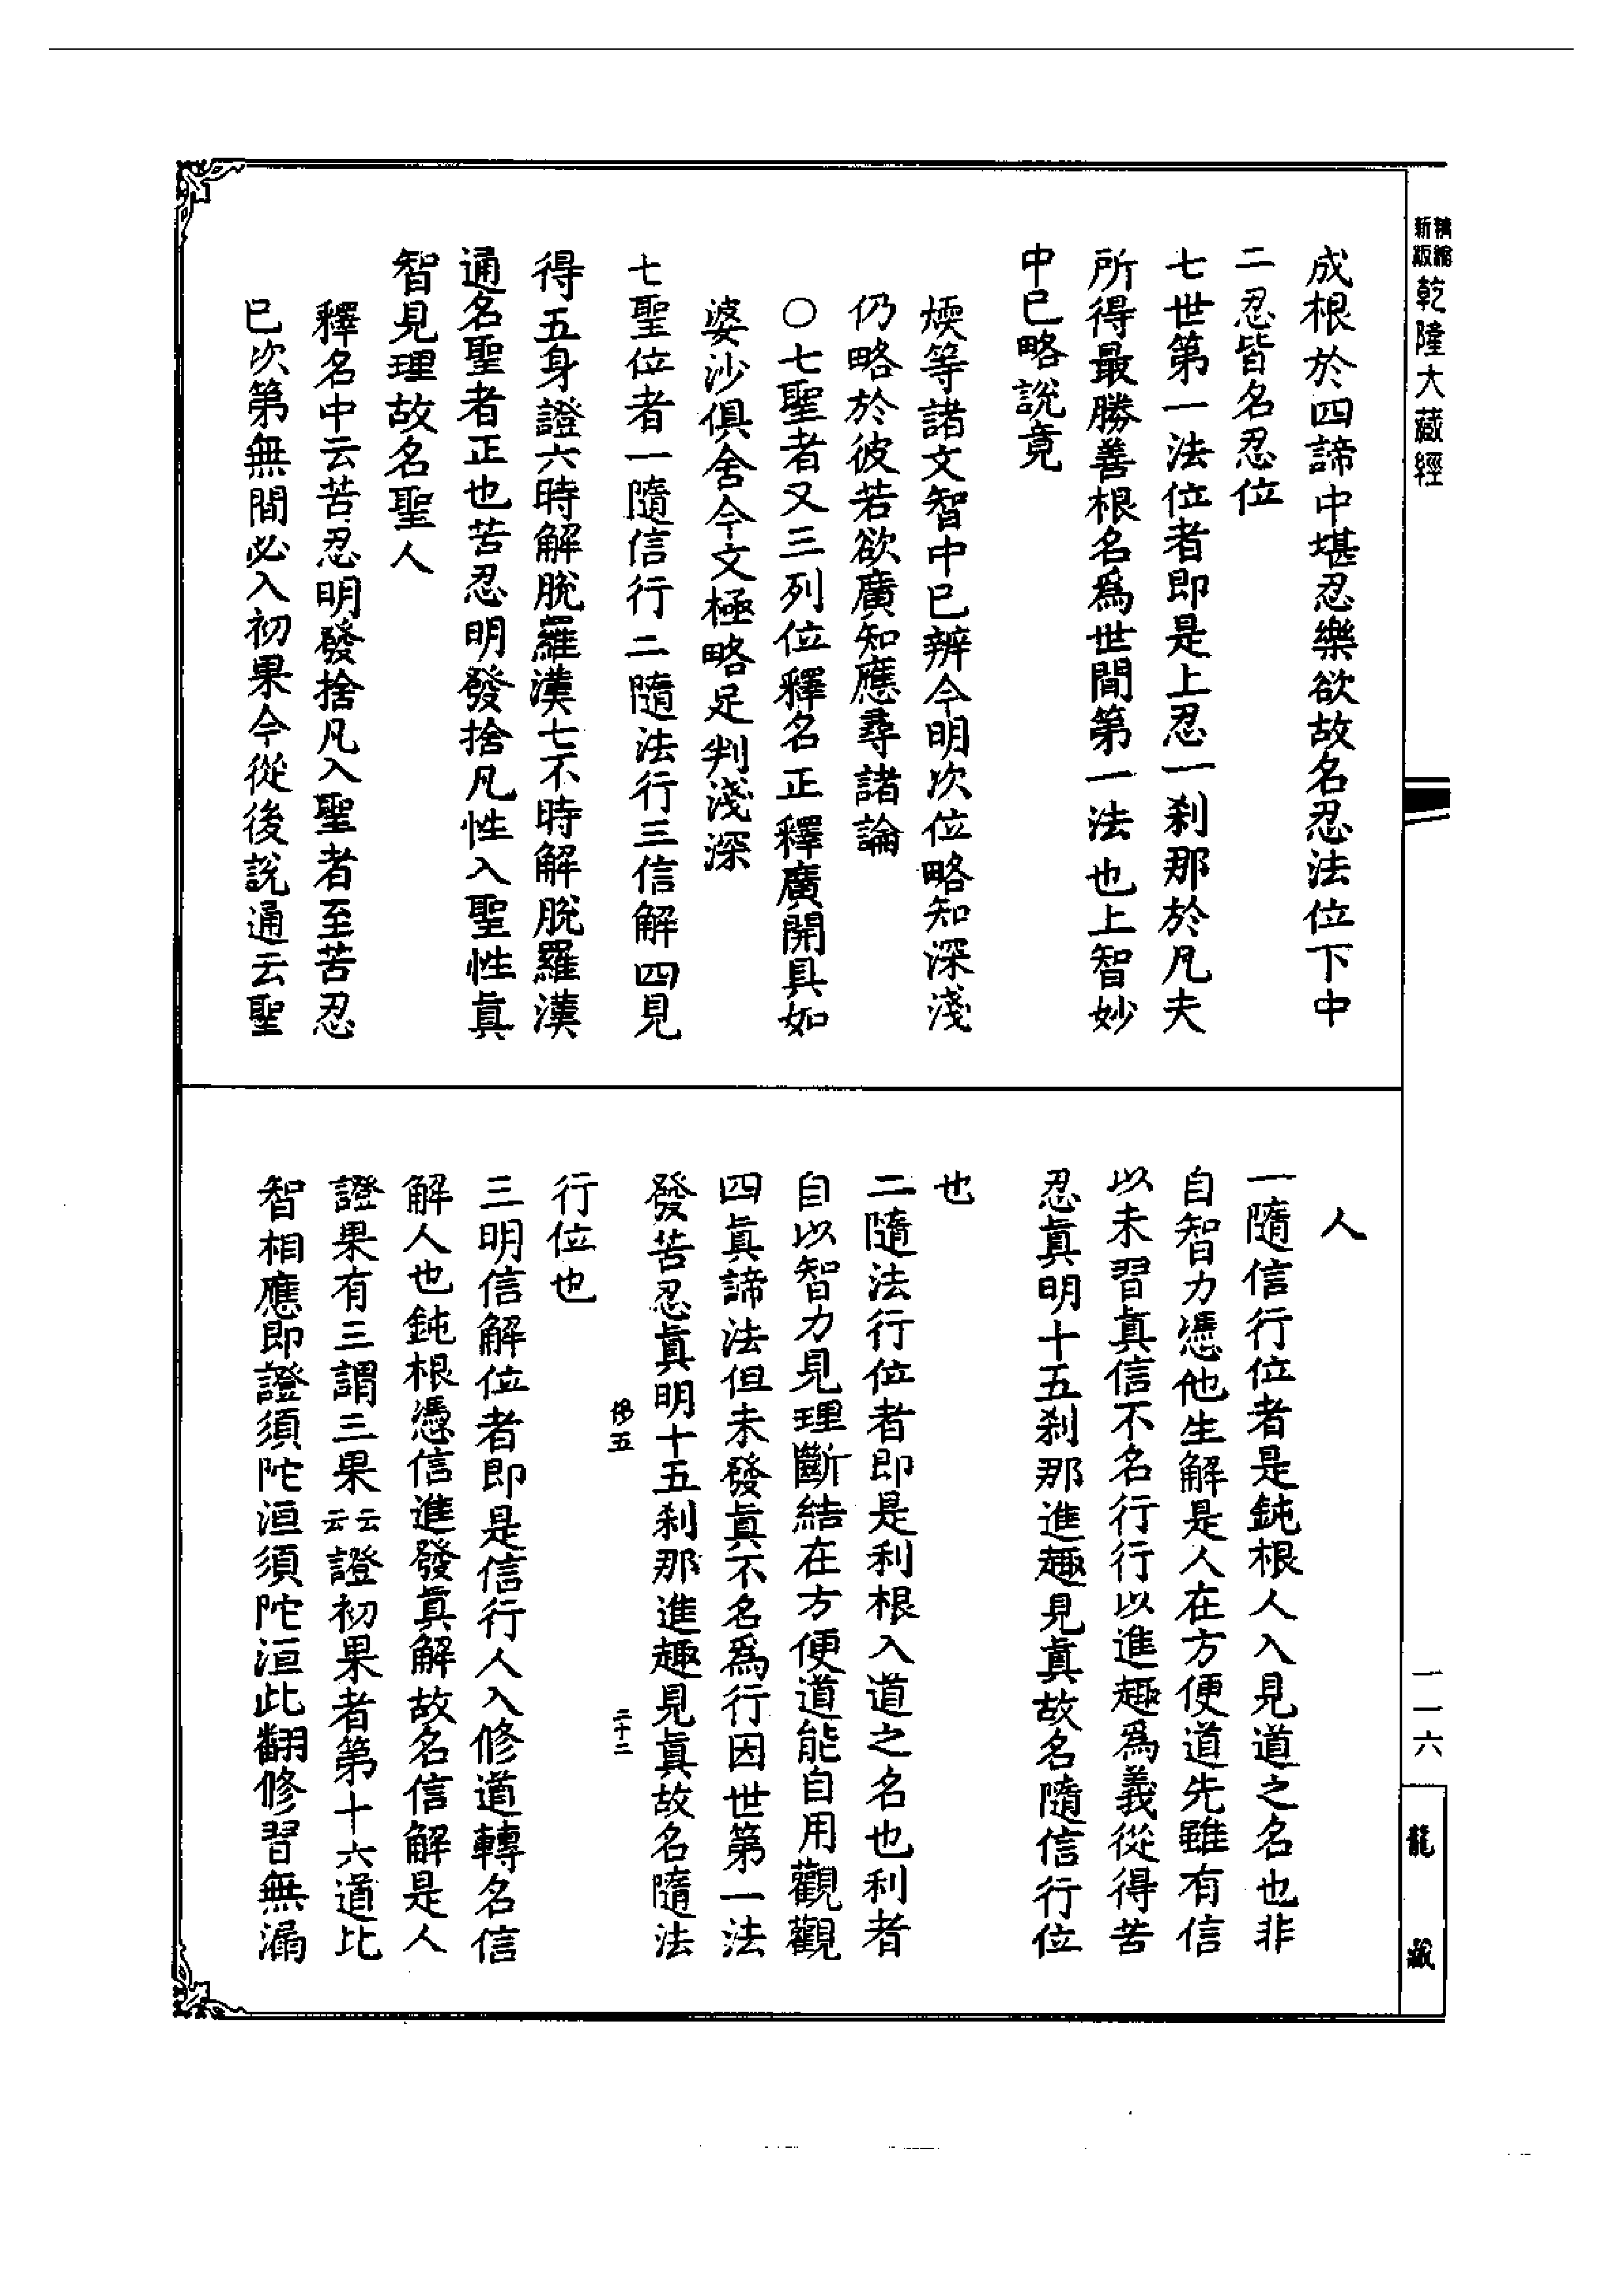 新版 精縮 乾隆大藏經
成根於四諦中堪忍樂欲故名忍法位下中
二忍皆名忍位
七世第一法位者即是上忍一剎那於凡夫
所得最勝善根名爲世間第一法也上智妙
中已略說竟
煗等諸文智中已辨今明次位略知深淺
仍略於彼若欲廣知應尋諸論
○七聖者又三列位釋名正釋廣開具如
婆沙俱舍今文極略足判淺深
七聖位者一隨信行二隨法行三信解四見
得五身證六時解脫羅漢七不時解脫羅漢
通名聖者正也苦忍明發捨凡性入聖性真
智見理故名聖人
釋名中云苦忍明發捨凡入聖者至苦忍
已次第無間必入初果今從後說通云聖
人
一隨信行位者是鈍根人入見道之名也非
自智力憑他生解是人在方便道先雖有信
以未習真信不名行行以進趣爲義從得苦
忍真明十五剎那進趣見真故名隨信行位
也
二隨法行位者即是利根入道之名也利者
自以智力見理斷結在方便道能自用觀觀
四真諦法但未發真不名爲行因世第一法
發苦忍真明十五剎那進趣見真故名隨法
行位也
三明信解位者即是信行人入修道轉名信
解人也鈍根憑信進發真解故名信解是人
證果有三謂三果云云證初果者第十六道比
智相應即證須陀洹須陀洹此翻修習無漏
五
二十二
一一六
龍藏